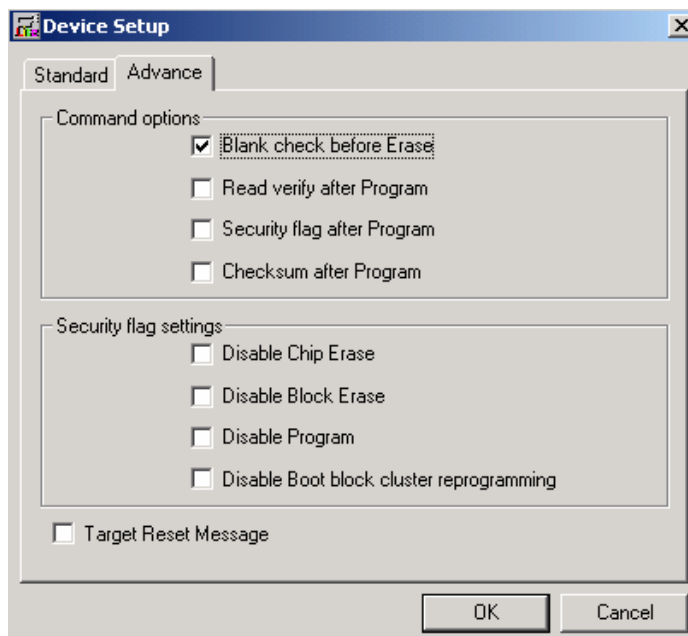 Device Setup
Standard
Advance
Command options
Blank check before Erase
Read verify after Program
Security flag after Program
Checksum after Program
Security flag settings
Disable Chip Erase
Disable Block Erase
Disable Program
Disable Boot block cluster reprogramming
Target Reset Message
OK
Cancel